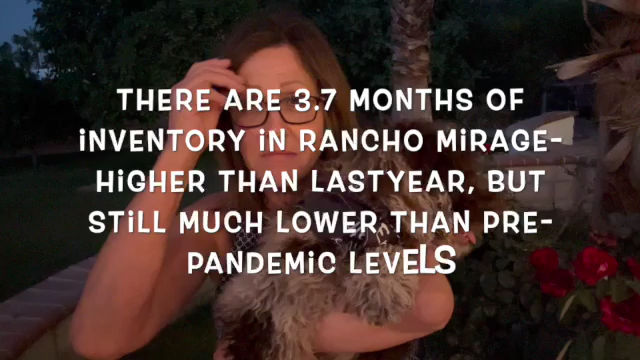 THERE ARE 3.7 MONTHS OF
iNVENTORY iN RANCHO MiRAGE-
HiGHER THAN LASTYEAR, BUT
STiLL MUCH LOWER THAN PRE-
PANDEMiC LEVELS